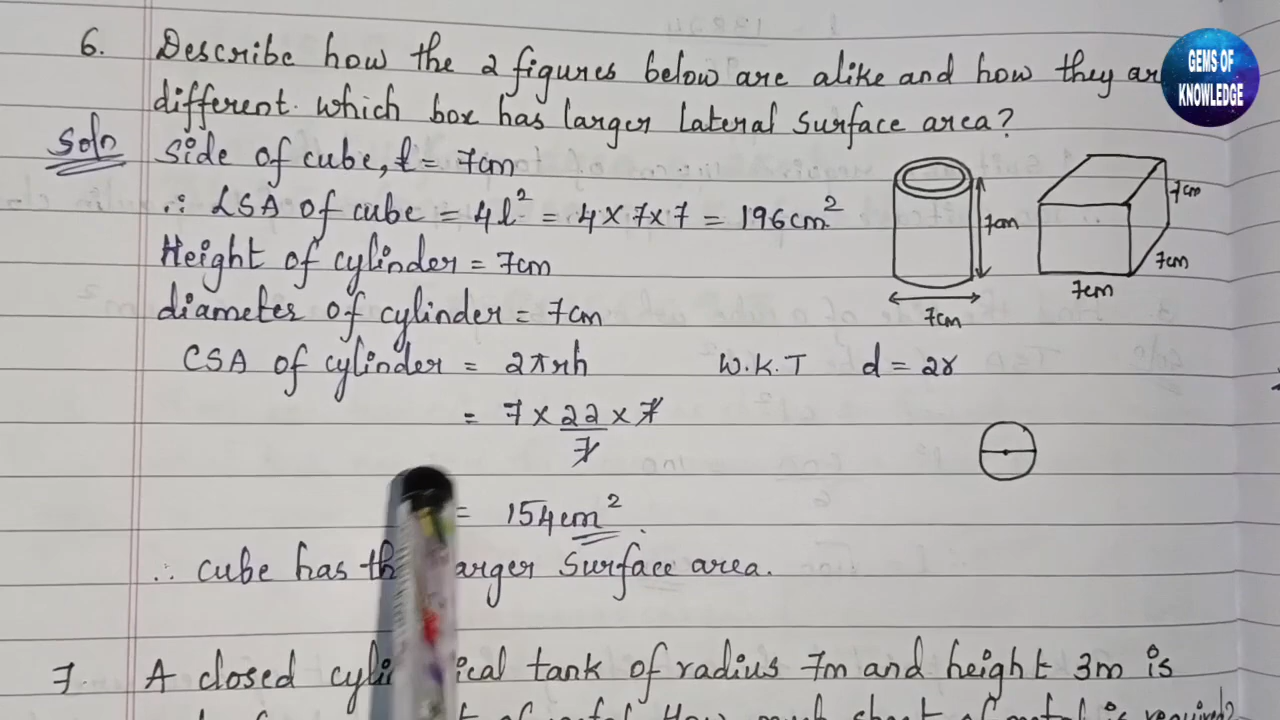 6. Describe how the 2 figures below are alike and how they ar
different. which box has larger Lateral surface area?
Soln Side of cube, l = 7cm
∴ LSA of cube = 4l² = 4 × 7 × 7 = 196cm²
Height of cylinder = 7cm
diameter of cylinder = 7cm
CSA of cylinder = 2πrh W.K.T d = 2r
= 7 × 22/7 × 7
= 154cm².
∴ cube has th arger surface area.
7. A closed cyli ical tank of radius 7m and height 3m is
7cm
7cm
7cm
7cm
7cm
GEMS OF
KNOWLEDGE